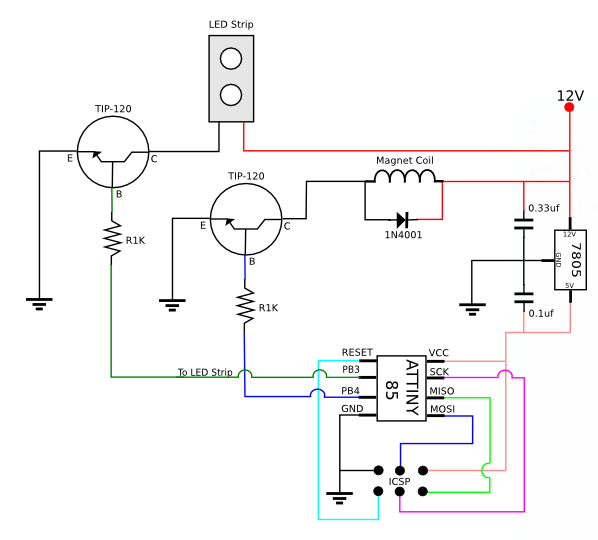 LED Strip
12V
TIP-120
E
C
B
Magnet Coil
TIP-120
E
C
B
1N4001
0.33uf
12V
GND
7805
5V
0.1uf
R1K
R1K
To LED Strip
RESET
PB3
PB4
GND
ATTINY
85
VCC
SCK
MISO
MOSI
ICSP